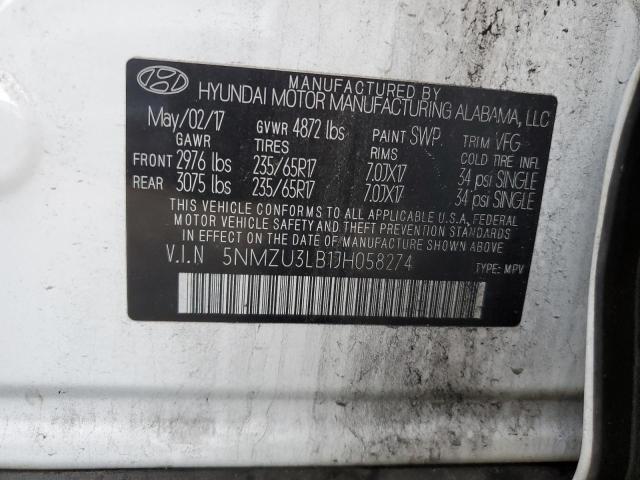 MANUFACTURED BY
HYUNDAI MOTOR MANUFACTURING ALABAMA, LLC
May/02/17 GVWR 4872 lbs PAINT SWP TRIM VFG
GAWR TIRES RIMS COLD TIRE INFL
FRONT 2976 lbs 235/65R17 7.0JX17 34 psi SINGLE
REAR 3075 lbs 235/65R17 7.0JX17 34 psi SINGLE
THIS VEHICLE CONFORMS TO ALL APPLICABLE U.S.A. FEDERAL
MOTOR VEHICLE SAFETY AND THEFT PREVENTION STANDARDS
IN EFFECT ON THE DATE OF MANUFACTURE SHOWN ABOVE.
V.I.N 5NMZU3LB1JH058274 TYPE: MPV